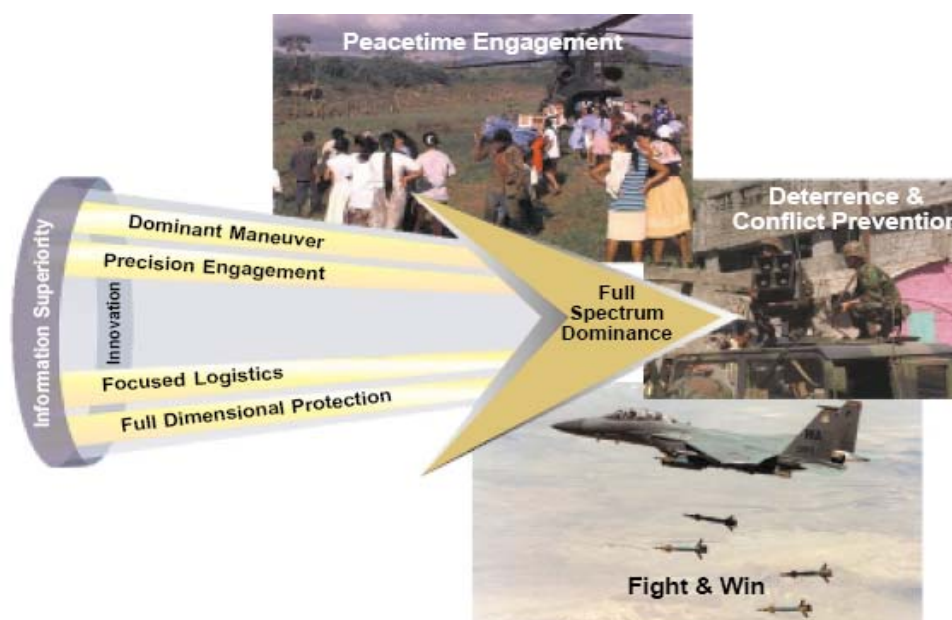 Peacetime Engagement
Deterrence &
Conflict Prevention
Information Superiority
Innovation
Dominant Maneuver
Precision Engagement
Focused Logistics
Full Dimensional Protection
Full
Spectrum
Dominance
Fight & Win